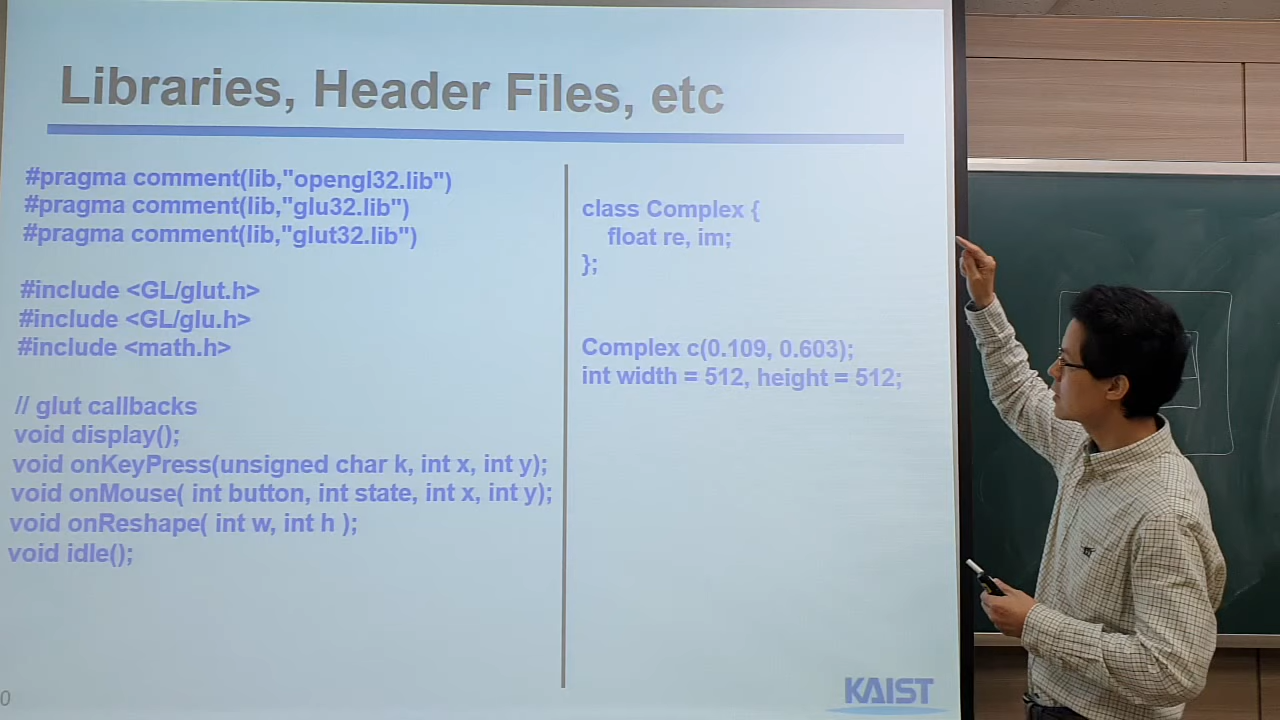 Libraries, Header Files, etc
#pragma comment(lib,"opengl32.lib")
#pragma comment(lib,"glu32.lib")
#pragma comment(lib,"glut32.lib")
#include <GL/glut.h>
#include <GL/glu.h>
#include <math.h>
// glut callbacks
void display();
void onKeyPress(unsigned char k, int x, int y);
void onMouse( int button, int state, int x, int y);
void onReshape( int w, int h );
void idle();
class Complex {
float re, im;
};
Complex c(0.109, 0.603);
int width = 512, height = 512;
KAIST